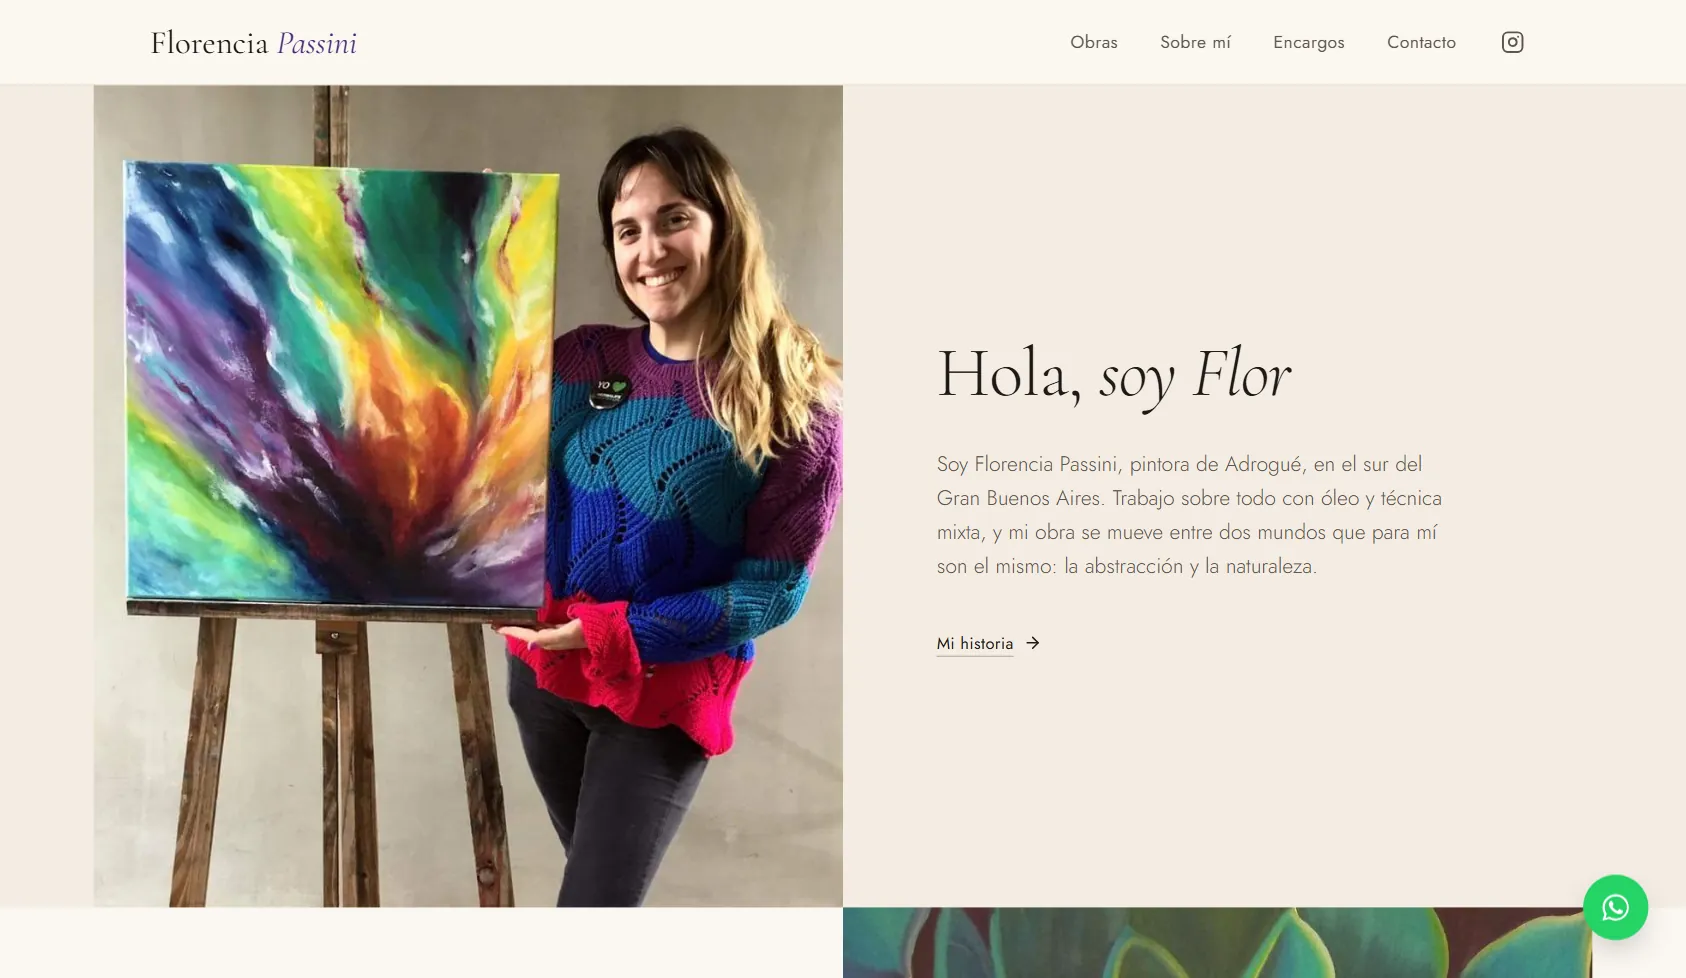 Florencia Passini
Obras
Sobre mí
Encargos
Contacto
YO
Hola, soy Flor
Soy Florencia Passini, pintora de Adrogué, en el sur del
Gran Buenos Aires. Trabajo sobre todo con óleo y técnica
mixta, y mi obra se mueve entre dos mundos que para mí
son el mismo: la abstracción y la naturaleza.
Mi historia →